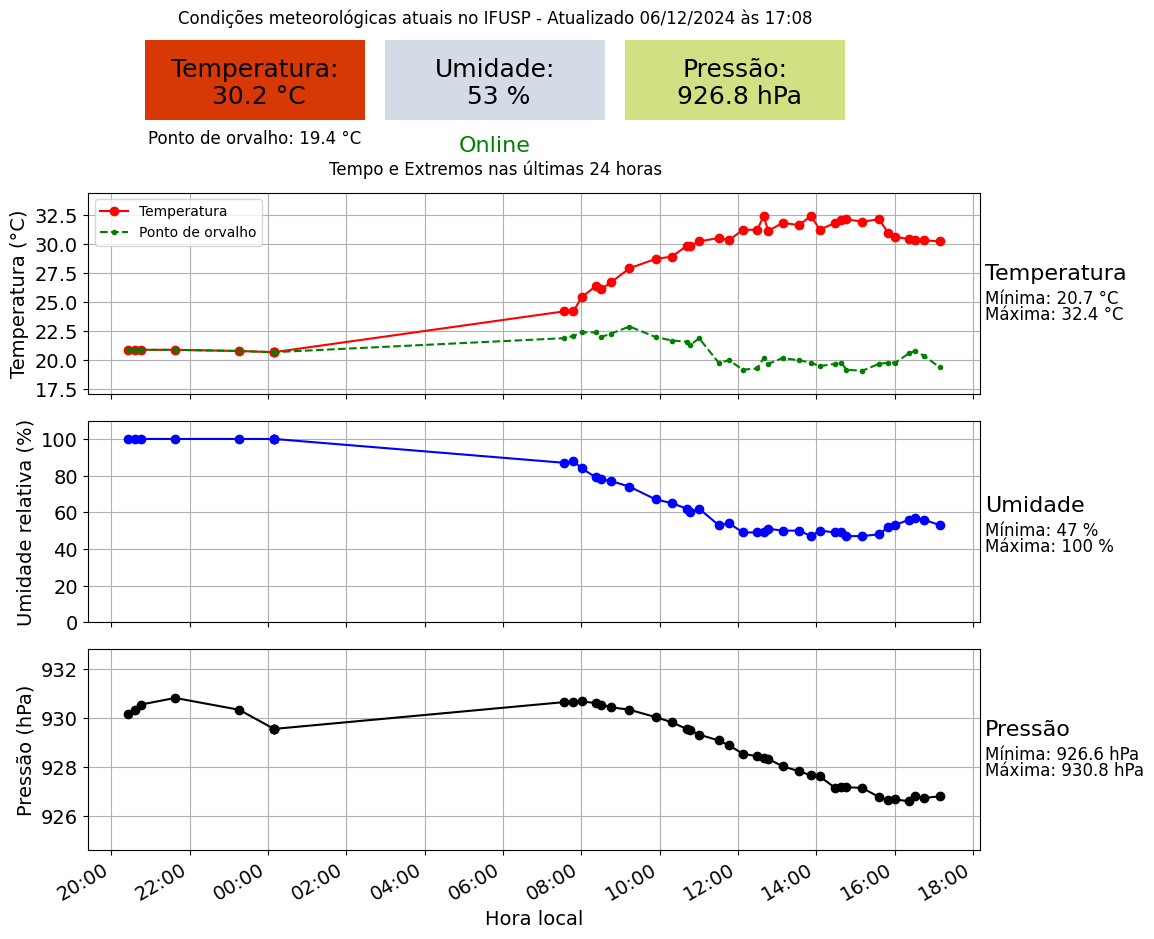 Condições meteorológicas atuais no IFUSP - Atualizado 06/12/2024 às 17:08
Temperatura:
30.2 °C
Umidade:
53 %
Pressão:
926.8 hPa
Ponto de orvalho: 19.4 °C
Online
Tempo e Extremos nas últimas 24 horas
Temperatura (°C)
32.5
30.0
27.5
25.0
22.5
20.0
17.5
Temperatura
Ponto de orvalho
Temperatura
Mínima: 20.7 °C
Máxima: 32.4 °C
Umidade relativa (%)
100
80
60
40
20
0
Umidade
Mínima: 47 %
Máxima: 100 %
Pressão (hPa)
932
930
928
926
Pressão
Mínima: 926.6 hPa
Máxima: 930.8 hPa
20:00
22:00
00:00
02:00
04:00
06:00
08:00
10:00
12:00
14:00
16:00
18:00
Hora local